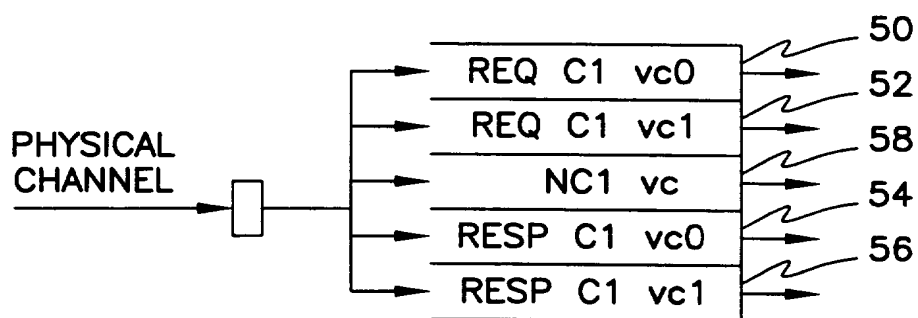 PHYSICAL
CHANNEL
REQ C1 vc0
50
REQ C1 vc1
52
NC1 vc
58
RESP C1 vc0
54
RESP C1 vc1
56